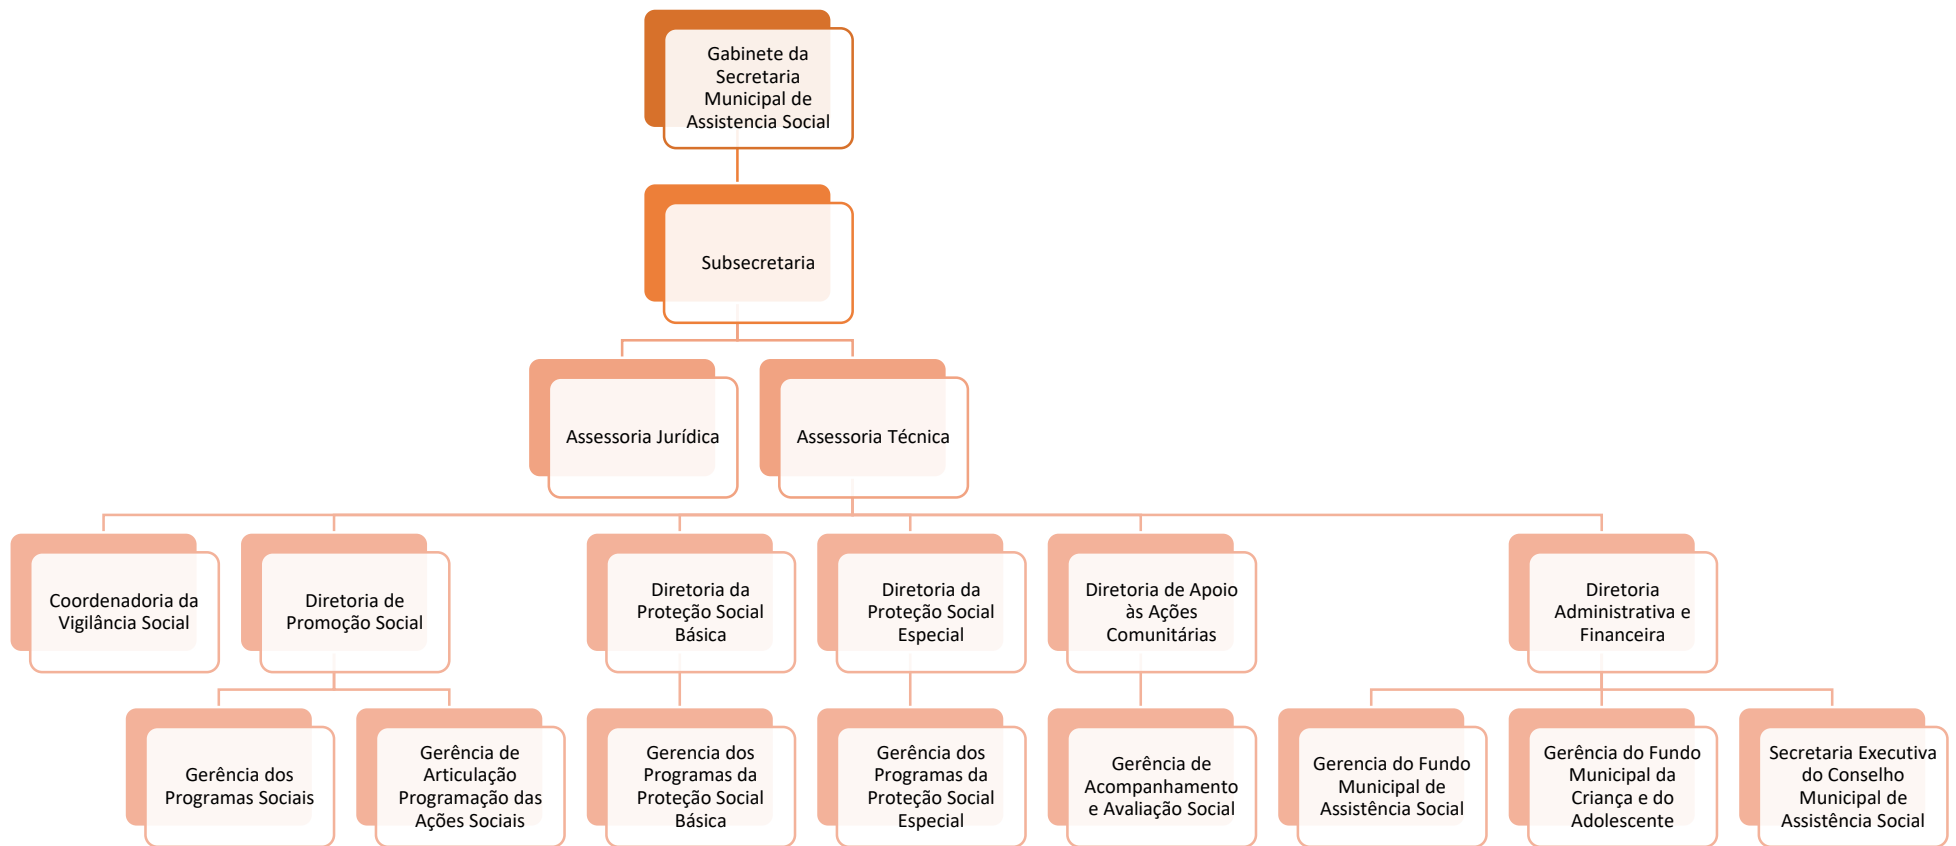 Gabinete da
Secretaria
Municipal de
Assistencia Social
Subsecretaria
Assessoria Jurídica
Assessoria Técnica
Coordenadoria da
Vigilância Social
Diretoria de
Promoção Social
Diretoria da
Proteção Social
Básica
Diretoria da
Proteção Social
Especial
Diretoria de Apoio
às Ações
Comunitárias
Diretoria
Administrativa e
Financeira
Gerência dos
Programas Sociais
Gerência de
Articulação
Programação das
Ações Sociais
Gerencia dos
Programas da
Proteção Social
Básica
Gerência dos
Programas da
Proteção Social
Especial
Gerência de
Acompanhamento
e Avaliação Social
Gerencia do Fundo
Municipal de
Assistência Social
Gerência do Fundo
Municipal da
Criança e do
Adolescente
Secretaria Executiva
do Conselho
Municipal de
Assistência Social